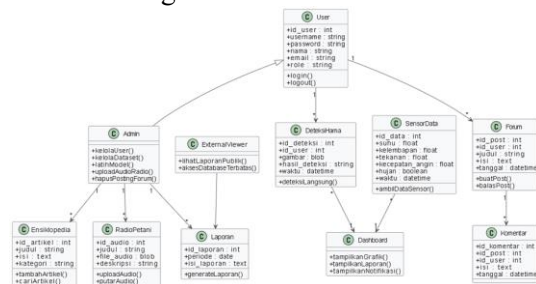 C User
+id_user : int
+username : string
+password : string
+nama : string
+email : string
+role : string
+login()
+logout()
1
1
1
*
*
C Admin
+kelolaUser()
+kelolaDataset()
+latihModel()
+uploadAudioRadio()
+hapusPostingForum()
C ExternalViewer
+lihatLaporanPublik()
+aksesDatabaseTerbatas()
C DeteksiHama
+id_deteksi : int
+id_user : int
+gambar : blob
+hasil_deteksi : string
+waktu : datetime
+deteksiLangsung()
C SensorData
+id_data : int
+suhu : float
+kelembapan : float
+tekanan : float
+kecepatan_angin : float
+hujan : boolean
+waktu : datetime
+ambilDataSensor()
C Forum
+id_post : int
+id_user : int
+judul : string
+isi : text
+tanggal : datetime
+buatPost()
+balasPost()
C Ensiklopedia
+id_artikel : int
+judul : string
+isi : text
+kategori : string
+tambahArtikel()
+cariArtikel()
C RadioPetani
+id_audio : int
+judul : string
+file_audio : blob
+deskripsi : string
+uploadAudio()
+putarAudio()
C Laporan
+id_laporan : int
+periode : date
+isi_laporan : text
+generateLaporan()
C Dashboard
+tampilkanGrafik()
+tampilkanLaporan()
+tampilkanNotifikasi()
C Komentar
+id_komentar : int
+id_post : int
+id_user : int
+isi : text
+tanggal : datetime